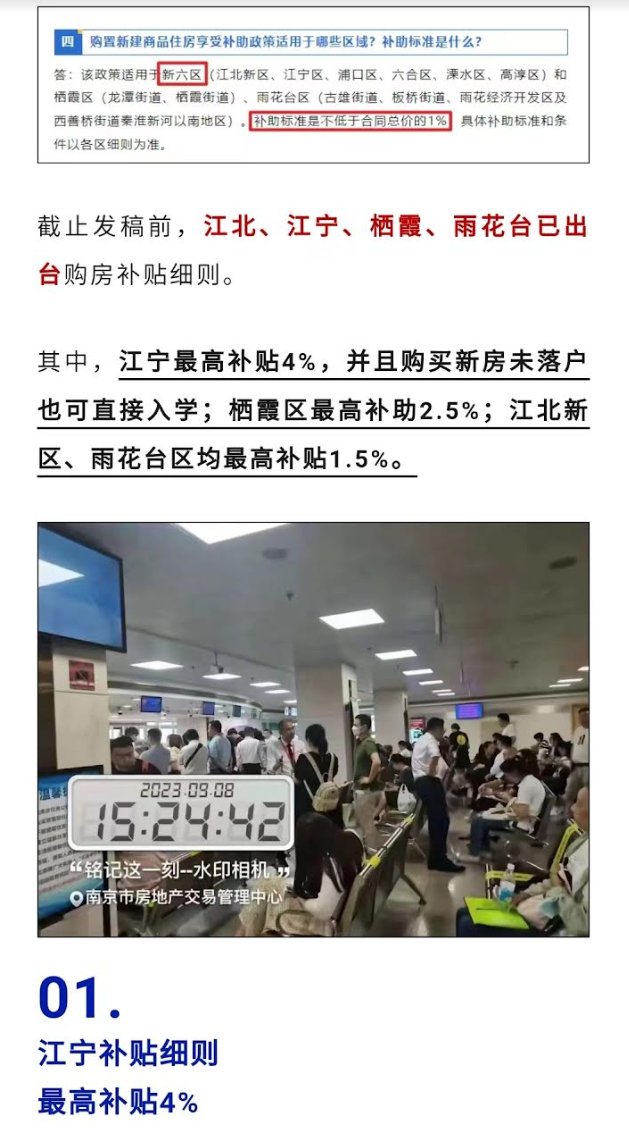 四 购置新建商品住房享受补助政策适用于哪些区域？补助标准是什么？
答：该政策适用于新六区（江北新区、江宁区、浦口区、六合区、溧水区、高淳区）和
栖霞区（龙潭街道、栖霞街道）、雨花台区（古雄街道、板桥街道、雨花经济开发区及
西善桥街道秦淮新河以南地区）。补助标准是不低于合同总价的1%，具体补助标准和条
件以各区细则为准。
截止发稿前，江北、江宁、栖霞、雨花台已出
台购房补贴细则。
其中，江宁最高补贴4%，并且购买新房未落户
也可直接入学；栖霞区最高补助2.5%；江北新
区、雨花台区均最高补贴1.5%。
2023.09.08
15:24:42
“铭记这一刻--水印相机”
南京市房地产交易管理中心
01.
江宁补贴细则
最高补贴4%